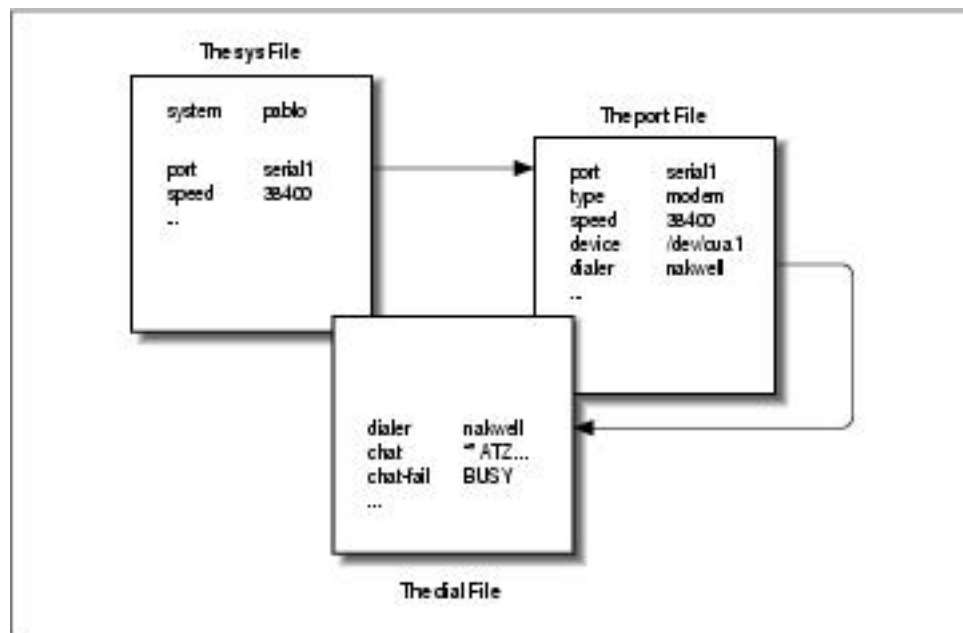 The sys File
system pablo
port serial1
speed 38400
...
The port File
port serial1
type modem
speed 38400
device /dev/cua1
dialer nakwell
...
dialer nakwell
chat "" ATZ...
chat-fail BUSY
...
The dial File